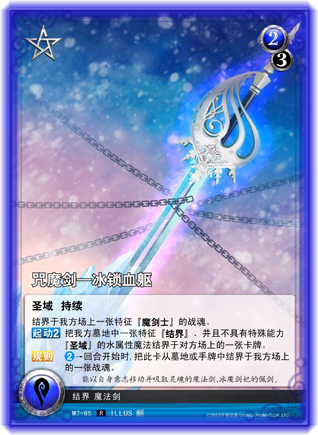 2
3
咒魔剑—冰锁血躯
圣域 持续
结界于我方场上一张特征『魔剑士』的战魂。
起动2 把我方墓地中一张特征『结界』、并且不具有特殊能力
『圣域』的水属性魔法结界于对方场上的一张卡牌。
规则 2→回合开始时，把此卡从墓地或手牌中结界于我方场上
的一张战魂。
能以自身意志移动并吸取灵魂的魔法剑，冰魔剑妃的佩剑。
结界 魔法剑
W7-05 R ILLUS